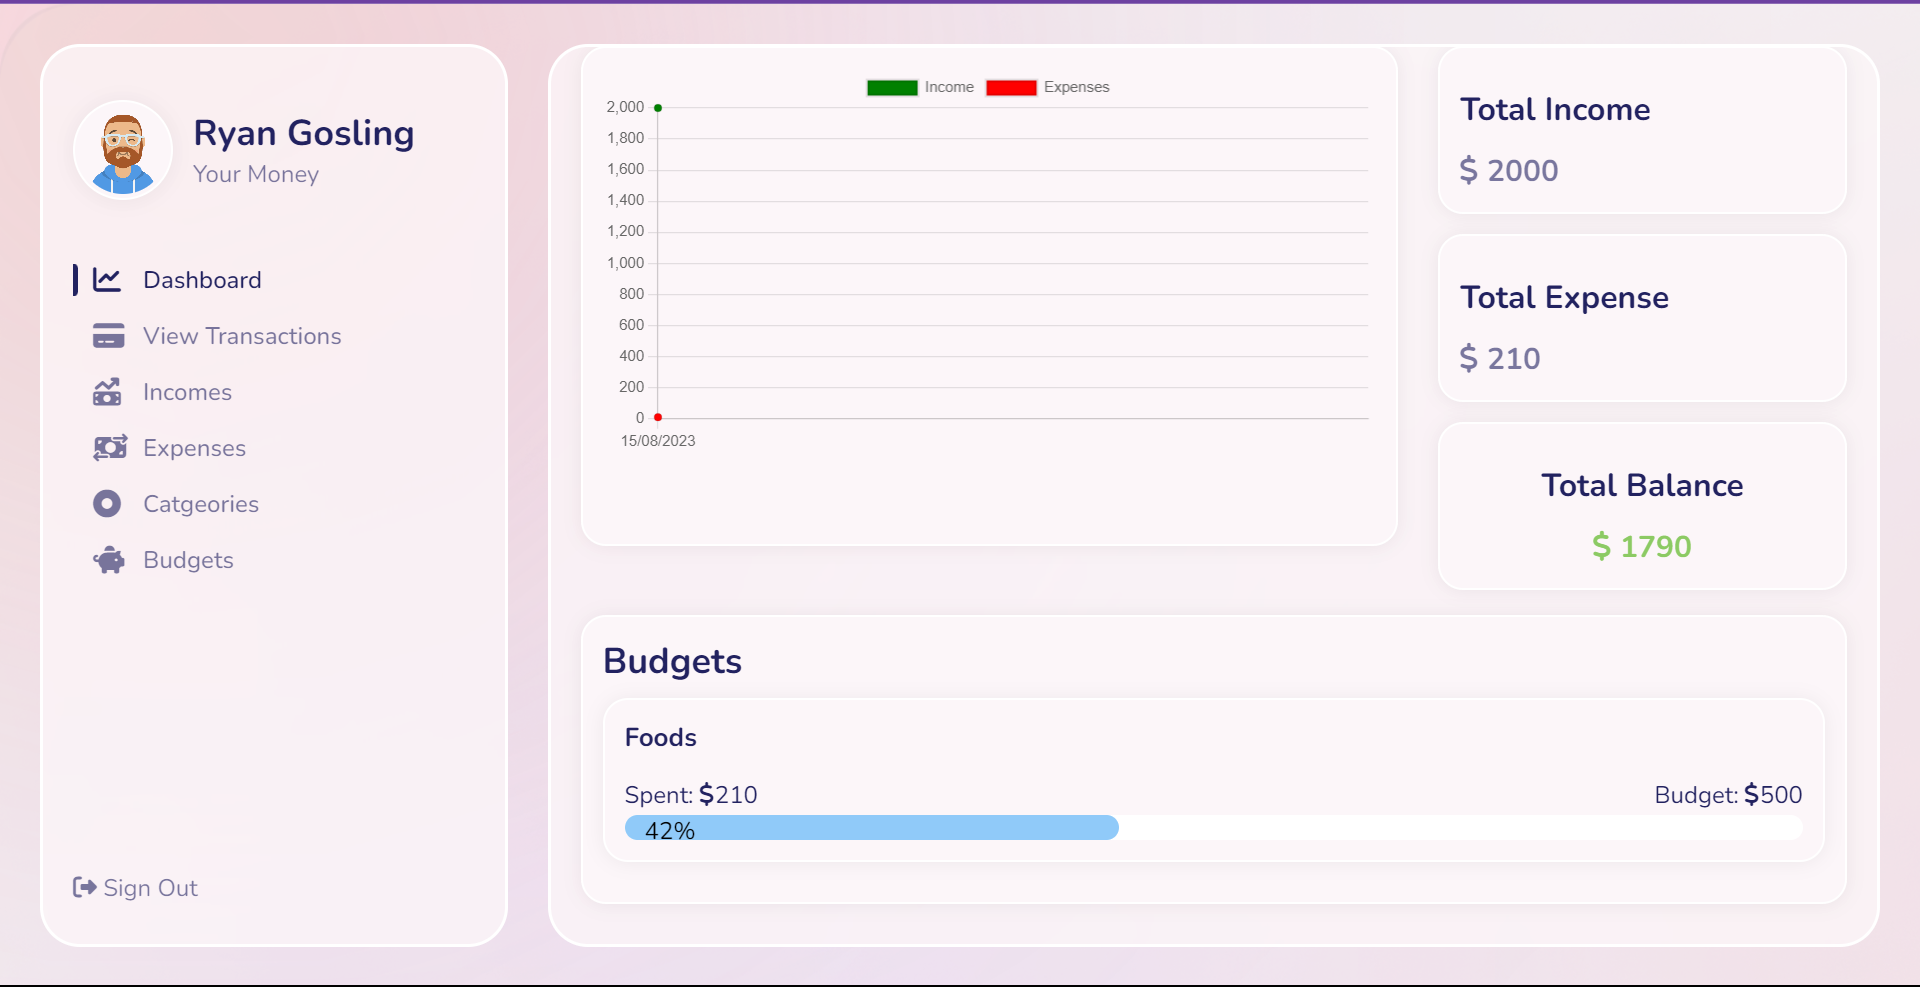 Ryan Gosling
Your Money
Dashboard
View Transactions
Incomes
Expenses
Catgeories
Budgets
Sign Out
Income Expenses
2,000
1,800
1,600
1,400
1,200
1,000
800
600
400
200
0
15/08/2023
Total Income
$ 2000
Total Expense
$ 210
Total Balance
$ 1790
Budgets
Foods
Spent: $210 Budget: $500
42%